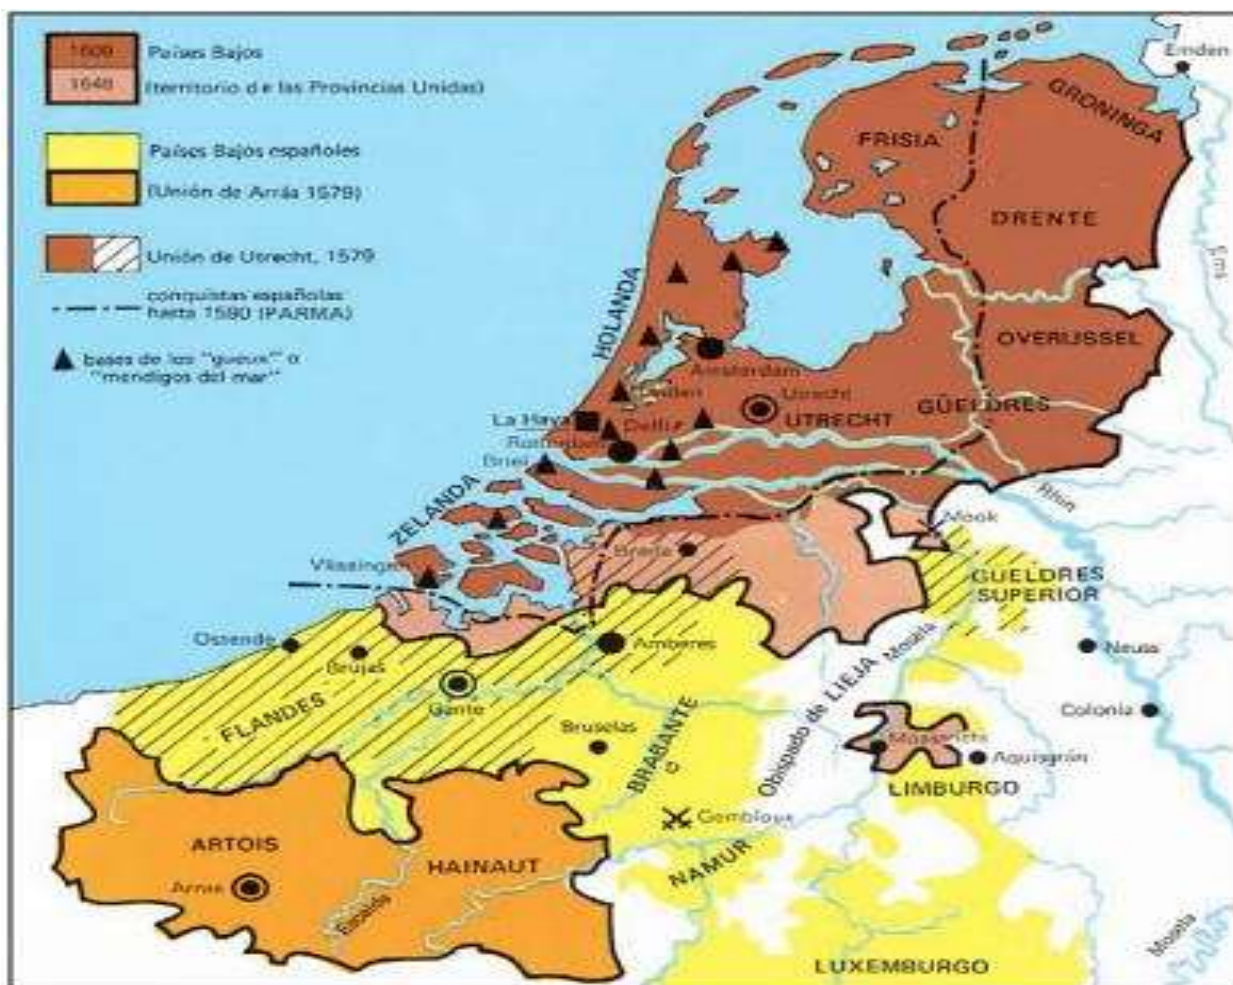 1609
Países Bajos
1648
(territorio de las Provincias Unidas)
Países Bajos españoles
(Unión de Arrás 1579)
Unión de Utrecht, 1579
conquistas españolas
hasta 1590 (PARMA)
bases de los "gueux" o
"mendigos del mar"
Emden
GRONINGA
FRISIA
DRENTE
Ems
HOLANDA
OVERIJSSEL
Amsterdam
Leiden
Utrecht
UTRECHT
GÜELDRES
La Haya
Delft
Rotterdam
Briel
Rhin
ZELANDA
Mook
Breda
Vlissingen
GÜELDRES
SUPERIOR
Ostende
Brujas
Amberes
Mosela
Neuss
Gante
FLANDES
Bruselas
BRABANTE
Obispado de LIEJA
Colonia
Maastricht
Aquisgrán
LIMBURGO
Gembloux
ARTOIS
HAINAUT
NAMUR
Arras
Escalda
Mosela
LUXEMBURGO